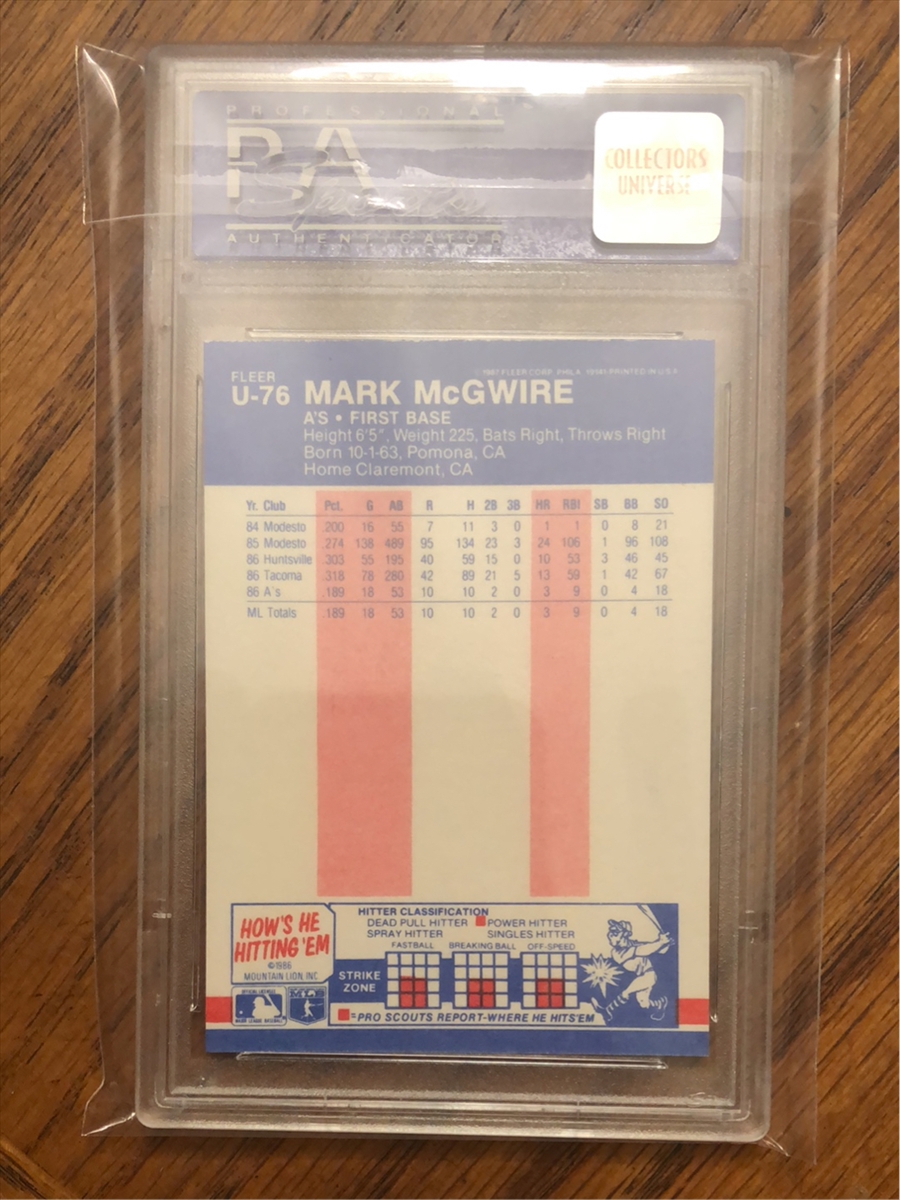 PROFESSIONAL
PSA
AUTHENTICATOR
COLLECTORS
UNIVERSE
FLEER
© 1987 FLEER CORP. PHILA. 19141-PRINTED IN U.S.A.
U-76 MARK McGWIRE
A'S • FIRST BASE
Height 6'5", Weight 225, Bats Right, Throws Right
Born 10-1-63, Pomona, CA
Home Claremont, CA
Yr. Club Pct. G AB R H 2B 3B HR RBI SB BB SO
84 Modesto .200 16 55 7 11 3 0 1 1 0 8 21
85 Modesto .274 138 489 95 134 23 3 24 106 1 96 108
86 Huntsville .303 55 195 40 59 15 0 10 53 3 46 45
86 Tacoma .318 78 280 42 89 21 5 13 59 1 42 67
86 A's .189 18 53 10 10 2 0 3 9 0 4 18
ML Totals .189 18 53 10 10 2 0 3 9 0 4 18
HOW'S HE
HITTING 'EM
©1986
MOUNTAIN LION, INC
HITTER CLASSIFICATION
DEAD PULL HITTER POWER HITTER
SPRAY HITTER SINGLES HITTER
FASTBALL BREAKING BALL OFF-SPEED
STRIKE
ZONE
=PRO SCOUTS REPORT-WHERE HE HITS 'EM